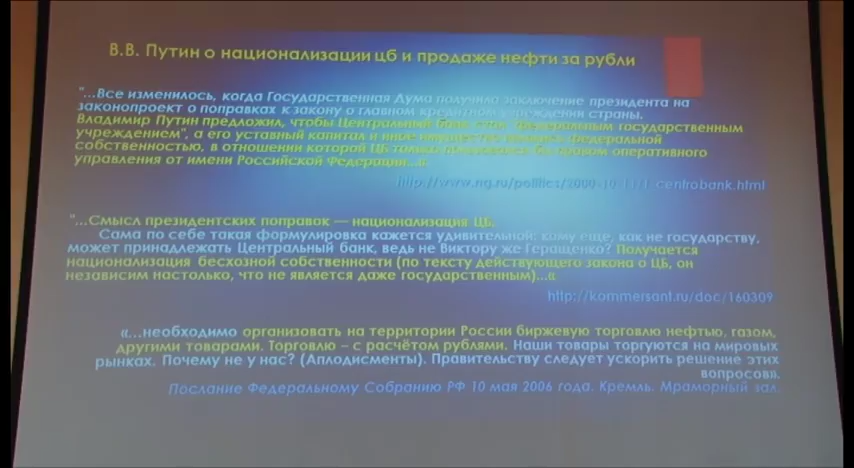 В.В. Путин о национализации цб и продаже нефти за рубли
"...Все изменилось, когда Государственная Дума получила заключение президента на
законопроект о поправках к закону о главном кредитном учреждении страны.
Владимир Путин предложил, чтобы Центральный банк стал "федеральным государственным
учреждением", а его уставный капитал и иное имущество федеральной
собственностью, в отношении которой ЦБ только пользовался бы правом оперативного
управления от имени Российской Федерации...«
http://www.ng.ru/politics/2000-10-11/1_centrobank.html
"...Смысл президентских поправок — национализация ЦБ.
Сама по себе такая формулировка кажется удивительной: кому еще, как не государству,
может принадлежать Центральный банк, ведь не Виктору же Геращенко? Получается
национализация бесхозной собственности (по тексту действующего закона о ЦБ, он
независим настолько, что не является даже государственным)...«
http://kommersant.ru/doc/160309
«...необходимо организовать на территории России биржевую торговлю нефтью, газом,
другими товарами. Торговлю – с расчётом рублями. Наши товары торгуются на мировых
рынках. Почему не у нас? (Аплодисменты). Правительству следует ускорить решение этих
вопросов».
Послание Федеральному Собранию РФ 10 мая 2006 года. Кремль. Мраморный зал.